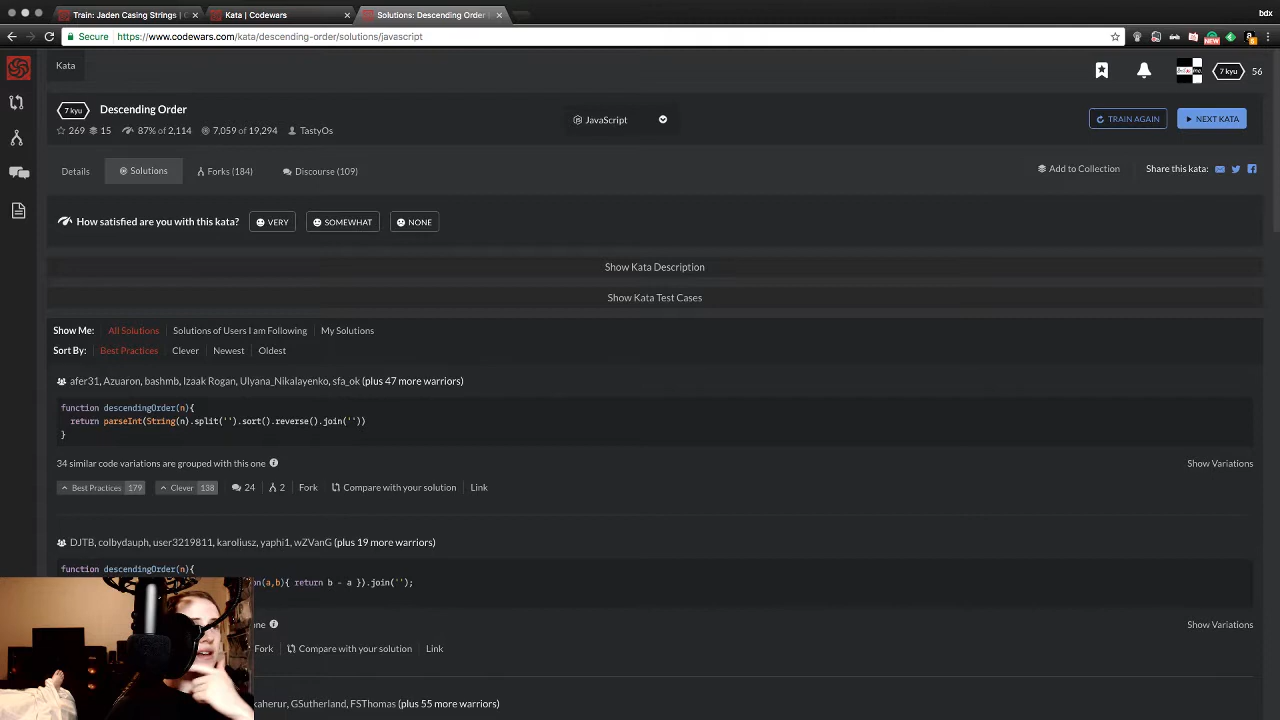 Train: Jaden Casing Strings | C
Kata | Codewars
Solutions: Descending Order
bdx
Secure
https://www.codewars.com/kata/descending-order/solutions/javascript
NEW
6
Kata
7 kyu
56
7 kyu
Descending Order
269 15 87% of 2,114 7,059 of 19,294 TastyOs
JavaScript
TRAIN AGAIN
NEXT KATA
Details
Solutions
Forks (184)
Discourse (109)
Add to Collection
Share this kata:
How satisfied are you with this kata?
VERY
SOMEWHAT
NONE
Show Kata Description
Show Kata Test Cases
Show Me: All Solutions Solutions of Users I am Following My Solutions
Sort By: Best Practices Clever Newest Oldest
afer31, Azuaron, bashmb, Izaak Rogan, Ulyana_Nikalayenko, sfa_ok (plus 47 more warriors)
function descendingOrder(n){
return parseInt(String(n).split('').sort().reverse().join(''))
}
34 similar code variations are grouped with this one
Show Variations
Best Practices 179 Clever 138 24 2 Fork Compare with your solution Link
DJTB, colbydauph, user3219811, karoliusz, yaphi1, wZVanG (plus 19 more warriors)
function descendingOrder(n){
on(a,b){ return b - a }).join('');
one
Show Variations
Fork Compare with your solution Link
kaherur, GSutherland, FSThomas (plus 55 more warriors)